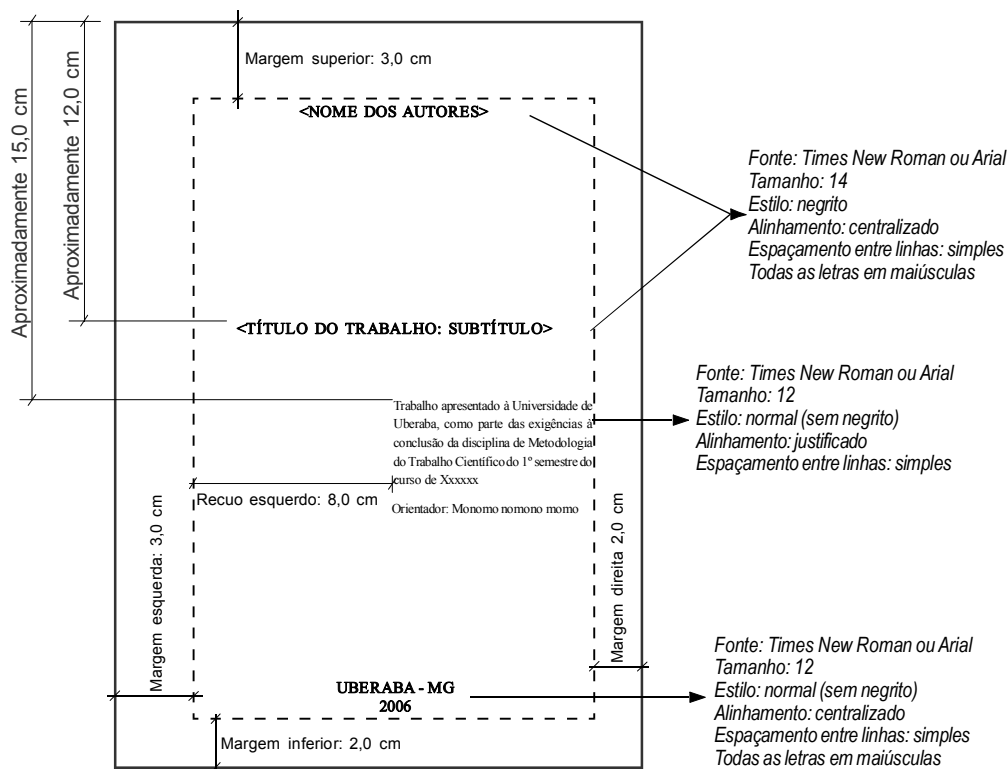 Margem superior: 3,0 cm
Aproximadamente 15,0 cm
Aproximadamente 12,0 cm
<NOME DOS AUTORES>
Fonte: Times New Roman ou Arial
Tamanho: 14
Estilo: negrito
Alinhamento: centralizado
Espaçamento entre linhas: simples
Todas as letras em maiúsculas
<TÍTULO DO TRABALHO: SUBTÍTULO>
Trabalho apresentado à Universidade de
Uberaba, como parte das exigências à
conclusão da disciplina de Metodologia
do Trabalho Científico do 1º semestre do
curso de Xxxxxx
Orientador: Monomo nomono momo
Fonte: Times New Roman ou Arial
Tamanho: 12
Estilo: normal (sem negrito)
Alinhamento: justificado
Espaçamento entre linhas: simples
Recuo esquerdo: 8,0 cm
Margem esquerda: 3,0 cm
Margem direita 2,0 cm
UBERABA - MG
2006
Fonte: Times New Roman ou Arial
Tamanho: 12
Estilo: normal (sem negrito)
Alinhamento: centralizado
Espaçamento entre linhas: simples
Todas as letras em maiúsculas
Margem inferior: 2,0 cm